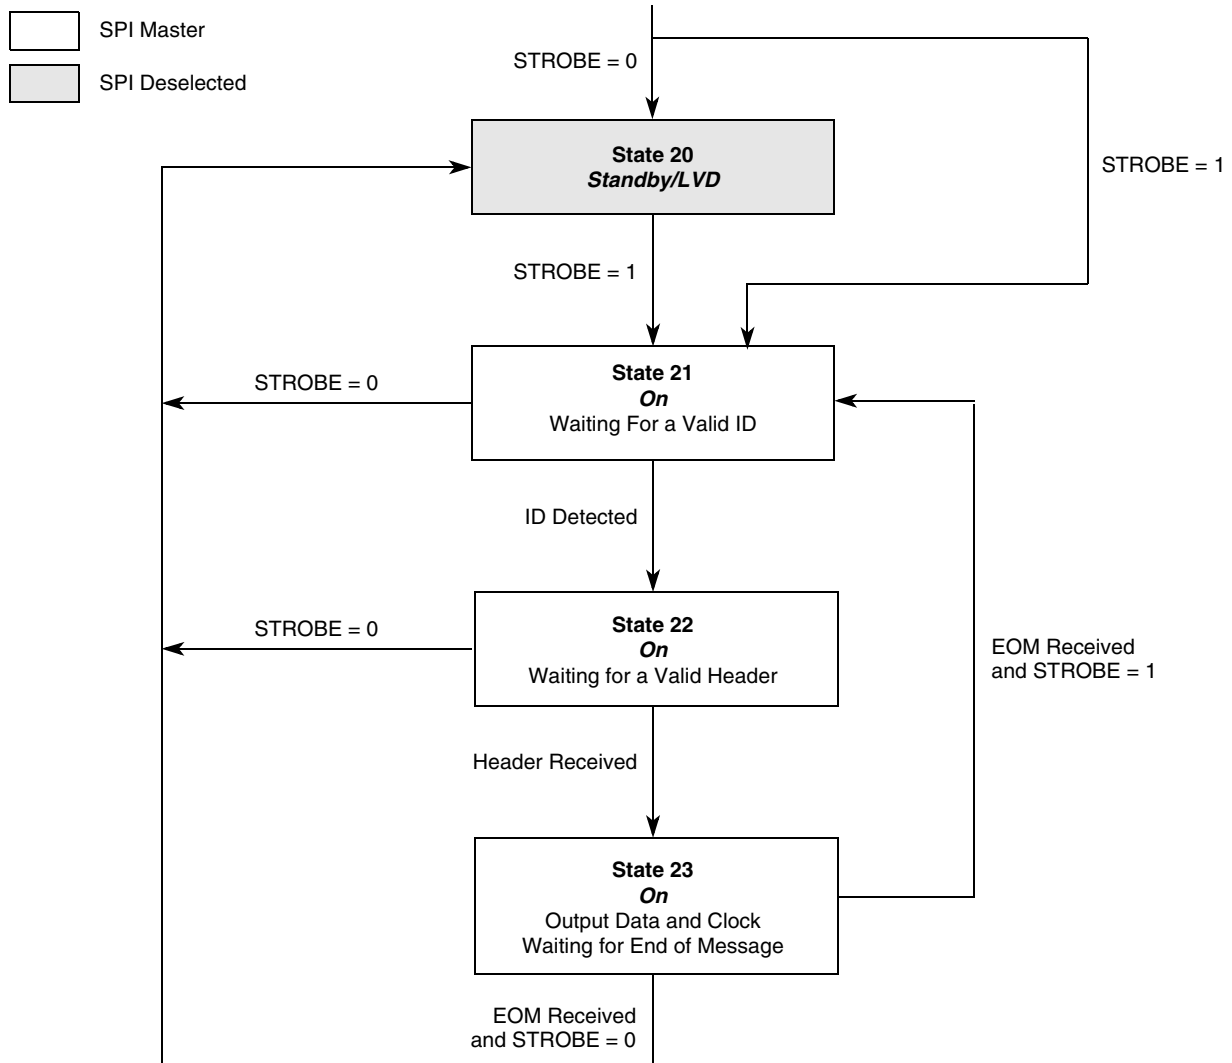 SPI Master
SPI Deselected
STROBE = 0
STROBE = 1
State 20
Standby/LVD
STROBE = 1
State 21
On
Waiting For a Valid ID
STROBE = 0
ID Detected
State 22
On
Waiting for a Valid Header
STROBE = 0
EOM Received
and STROBE = 1
Header Received
State 23
On
Output Data and Clock
Waiting for End of Message
EOM Received
and STROBE = 0